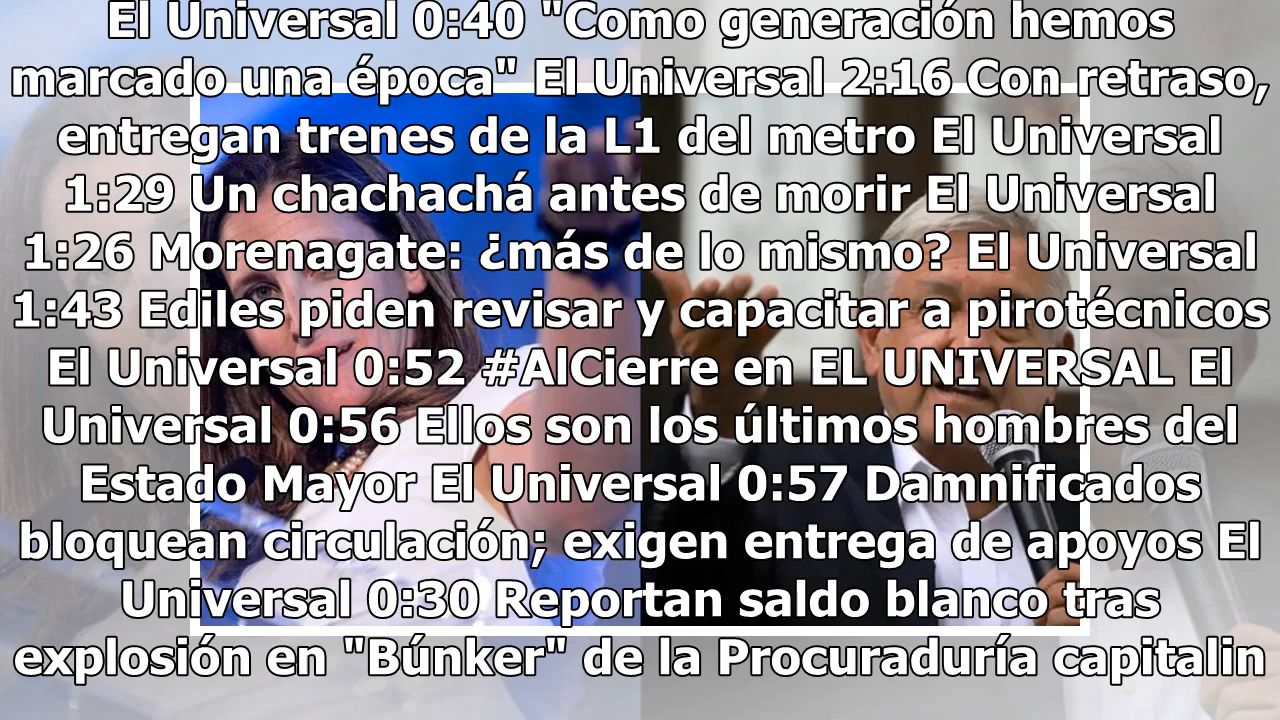 El Universal 0:40 "Como generación hemos
marcado una época" El Universal 2:16 Con retraso,
entregan trenes de la L1 del metro El Universal
1:29 Un chachachá antes de morir El Universal
1:26 Morenagate: ¿más de lo mismo? El Universal
1:43 Ediles piden revisar y capacitar a pirotécnicos
El Universal 0:52 #AlCierre en EL UNIVERSAL El
Universal 0:56 Ellos son los últimos hombres del
Estado Mayor El Universal 0:57 Damnificados
bloquean circulación; exigen entrega de apoyos El
Universal 0:30 Reportan saldo blanco tras
explosión en "Búnker" de la Procuraduría capitalin